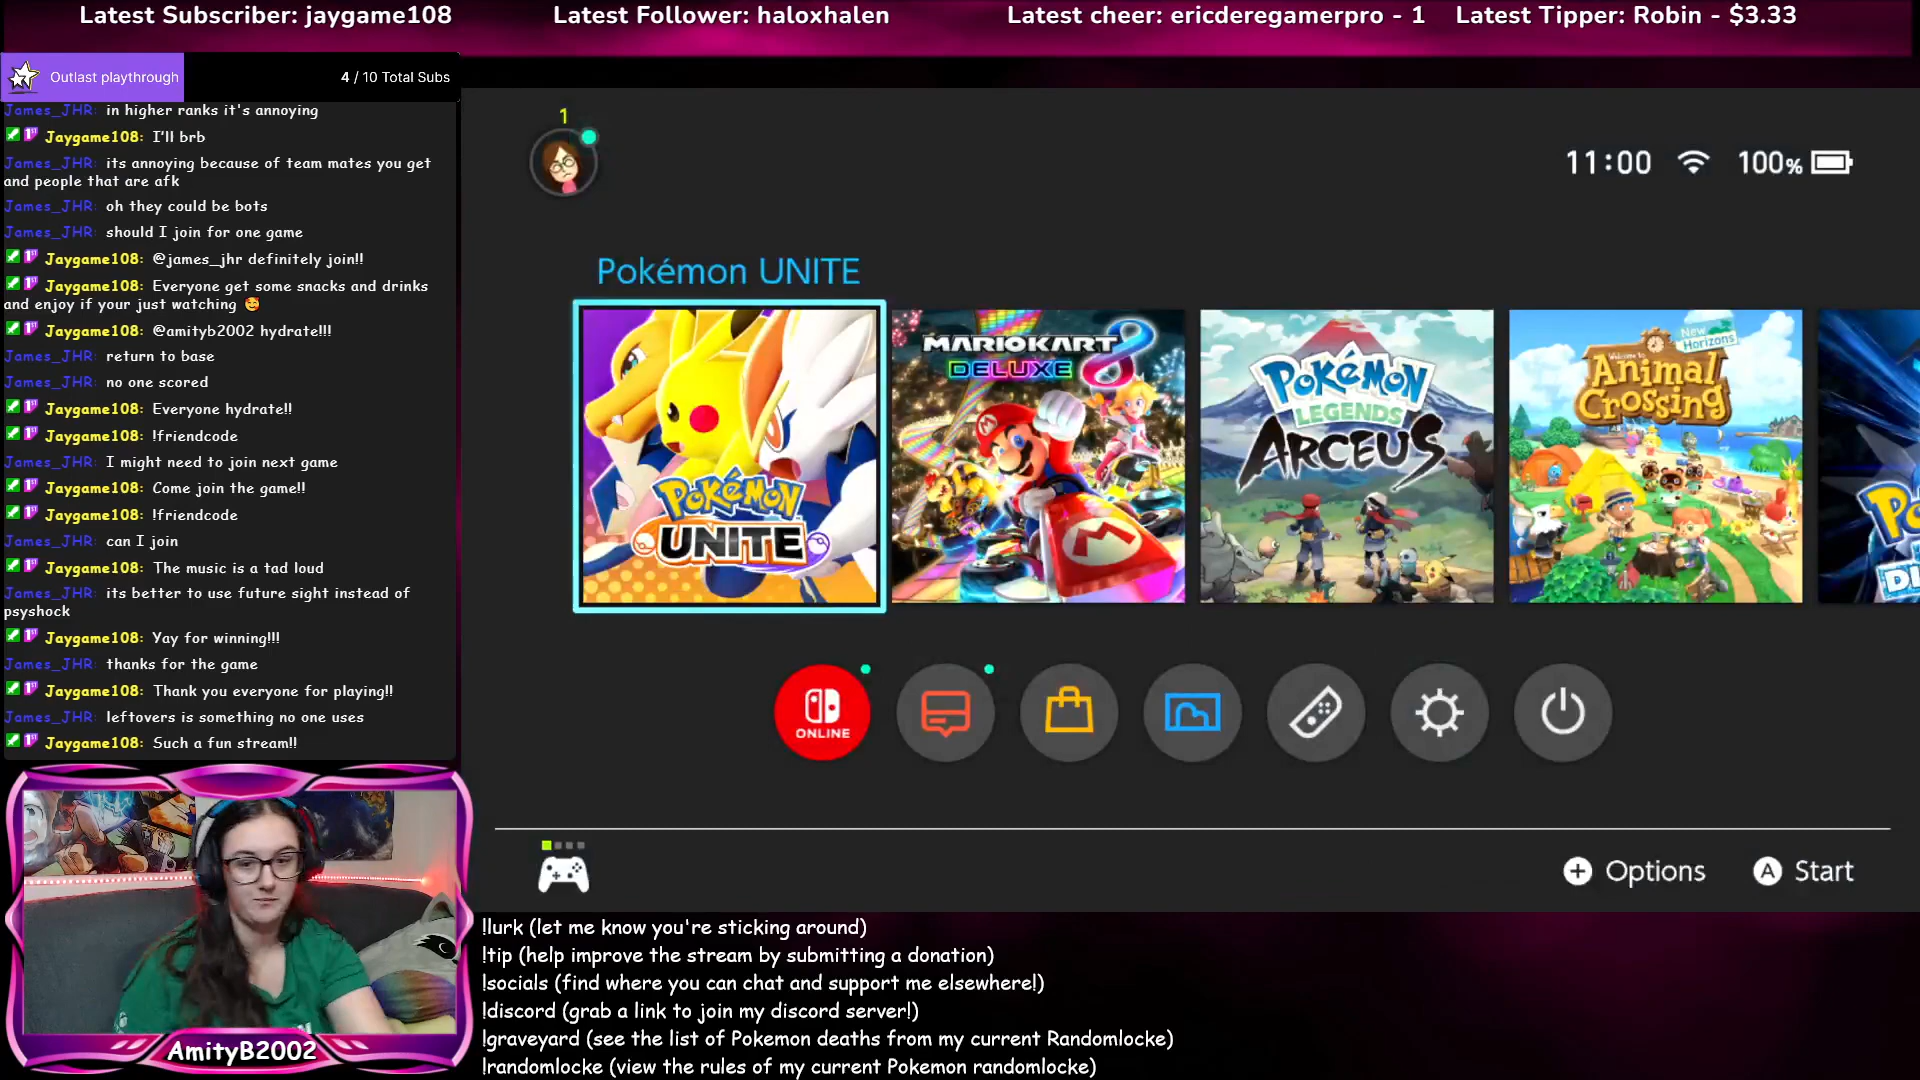 Latest Subscriber: jaygame108
Latest Follower: haloxhalen
Latest cheer: ericderegamerpro - 1
Latest Tipper: Robin - $3.33
Outlast playthrough
4 / 10 Total Subs
James_JHR: in higher ranks it's annoying
Jaygame108: I'll brb
James_JHR: its annoying because of team mates you get
and people that are afk
James_JHR: oh they could be bots
James_JHR: should I join for one game
Jaygame108: @james_jhr definitely join!!
Jaygame108: Everyone get some snacks and drinks
and enjoy if your just watching 🥰
Jaygame108: @amityb2002 hydrate!!!
James_JHR: return to base
James_JHR: no one scored
Jaygame108: Everyone hydrate!!
Jaygame108: !friendcode
James_JHR: I might need to join next game
Jaygame108: Come join the game!!
Jaygame108: !friendcode
James_JHR: can I join
Jaygame108: The music is a tad loud
James_JHR: its better to use future sight instead of
psyshock
Jaygame108: Yay for winning!!!
James_JHR: thanks for the game
Jaygame108: Thank you everyone for playing!!
James_JHR: leftovers is something no one uses
Jaygame108: Such a fun stream!!
AmityB2002
1
11:00
100%
Pokémon UNITE
POKéMON
UNITE
MARIOKART 8
DELUXE
POKéMON
LEGENDS
ARCEUS
Welcome to
Animal
Crossing
New
Horizons
ONLINE
Options
A Start
!lurk (let me know you're sticking around)
!tip (help improve the stream by submitting a donation)
!socials (find where you can chat and support me elsewhere!)
!discord (grab a link to join my discord server!)
!graveyard (see the list of Pokemon deaths from my current Randomlocke)
!randomlocke (view the rules of my current Pokemon randomlocke)